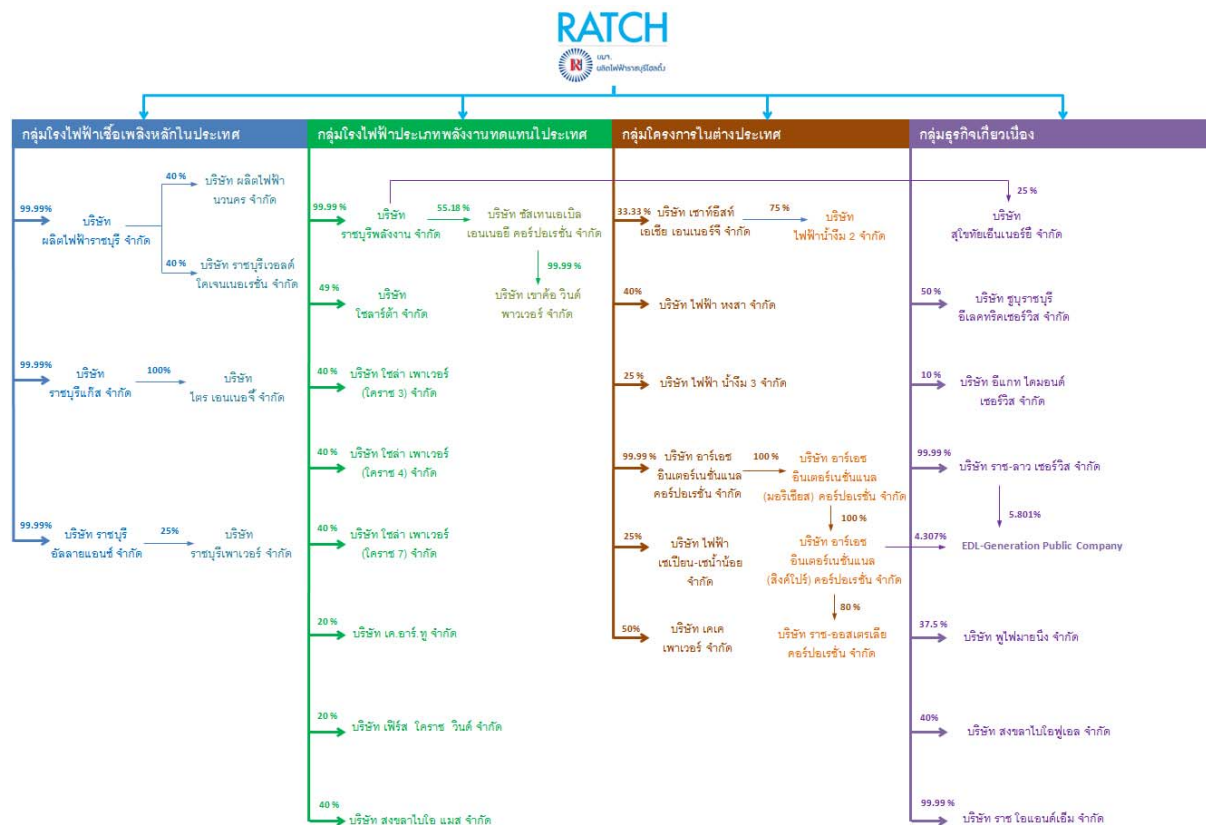 RATCH
บมจ.
ผลิตไฟฟ้าราชบุรีโฮลดิ้ง
กลุ่มโรงไฟฟ้าเชื้อเพลิงหลักในประเทศ
99.99%
บริษัท
ผลิตไฟฟ้าราชบุรี จำกัด
40 %
บริษัท ผลิตไฟฟ้า
นวนคร จำกัด
40 %
บริษัท ราชบุรีเวอลด์
โคเจนเนอเรชั่น จำกัด
99.99%
บริษัท
ราชบุรีแก๊ส จำกัด
100%
บริษัท
ไตร เอนเนอจี้ จำกัด
99.99%
บริษัท ราชบุรี
อัลลายแอนซ์ จำกัด
25%
บริษัท
ราชบุรีเพาเวอร์ จำกัด
กลุ่มโรงไฟฟ้าประเภทพลังงานทดแทนไประเทศ
99.99 %
บริษัท
ราชบุรีพลังงาน จำกัด
55.18 %
บริษัท ซัสเทนเอเบิล
เอนเนอยี คอร์ปอเรชั่น จำกัด
99.99 %
บริษัท เขาค้อ วินด์
พาวเวอร์ จำกัด
49 %
บริษัท
โซลาร์ต้า จำกัด
40 %
บริษัท โซล่า เพาเวอร์
(โคราช 3) จำกัด
40 %
บริษัท โซล่า เพาเวอร์
(โคราช 4) จำกัด
40 %
บริษัท โซล่า เพาเวอร์
(โคราช 7) จำกัด
20 %
บริษัท เค.อาร์.ทู จำกัด
20 %
บริษัท เฟิร์ส โคราช วินด์ จำกัด
40 %
บริษัท สงขลาไบโอ แมส จำกัด
กลุ่มโครงการในต่างประเทศ
33.33 %
บริษัท เซาท์อีสท์
เอเชีย เอนเนอร์จี จำกัด
75 %
บริษัท
ไฟฟ้าน้ำงึม 2 จำกัด
40%
บริษัท ไฟฟ้า หงสา จำกัด
25 %
บริษัท ไฟฟ้า น้ำงึม 3 จำกัด
99.99 %
บริษัท อาร์เอช
อินเตอร์เนชั่นแนล
คอร์ปอเรชั่น จำกัด
100 %
บริษัท อาร์เอช
อินเตอร์เนชั่นแนล
(มอริเชียส) คอร์ปอเรชั่น จำกัด
100 %
บริษัท อาร์เอช
อินเตอร์เนชั่นแนล
(สิงค์โปร์) คอร์ปอเรชั่น จำกัด
80 %
บริษัท ราช-ออสเตรเลีย
คอร์ปอเรชั่น จำกัด
25%
บริษัท ไฟฟ้า
เซเปียน-เซน้ำน้อย
จำกัด
50%
บริษัท เคเค
เพาเวอร์ จำกัด
กลุ่มธุรกิจเกี่ยวเนื่อง
25 %
บริษัท
สุโขทัยเอ็นเนอร์ยี่ จำกัด
50 %
บริษัท ชูบุราชบุรี
อีเลคทริคเซอร์วิส จำกัด
10 %
บริษัท อีแกท ไดมอนด์
เซอร์วิส จำกัด
99.99 %
บริษัท ราช-ลาว เซอร์วิส จำกัด
5.801%
4.307%
EDL-Generation Public Company
37.5 %
บริษัท พูไฟมายนิ่ง จำกัด
40%
บริษัท สงขลาไบโอฟูเอล จำกัด
99.99 %
บริษัท ราช โอแอนด์เอ็ม จำกัด